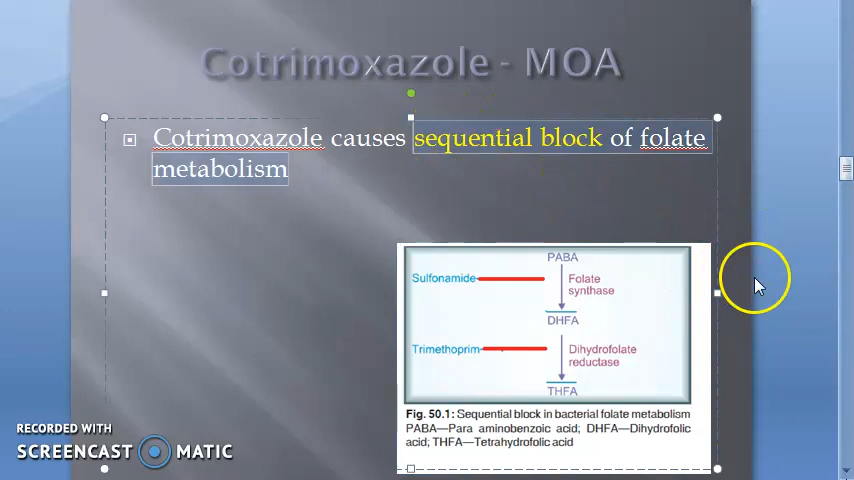 Cotrimoxazole - MOA
Cotrimoxazole causes sequential block of folate
metabolism
PABA
Sulfonamide
Folate
synthase
DHFA
Trimethoprim
Dihydrofolate
reductase
THFA
Fig. 50.1: Sequential block in bacterial folate metabolism
PABA—Para aminobenzoic acid; DHFA—Dihydrofolic
acid; THFA—Tetrahydrofolic acid
RECORDED WITH
SCREENCAST MATIC